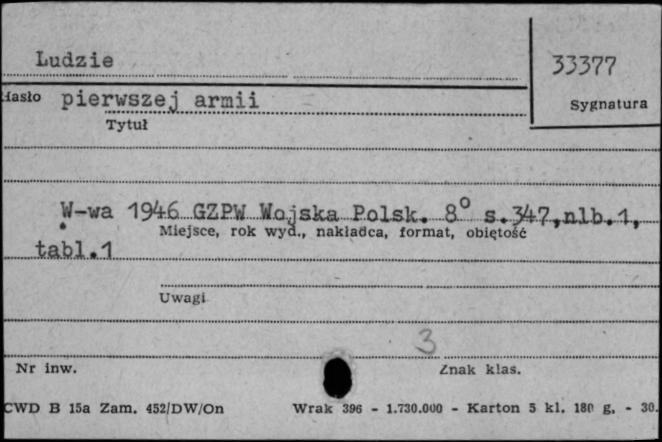 Ludzie
33377
Hasło pierwszej armii
Sygnatura
Tytuł
W-wa 1946 GZPW Wojska Polsk. 8° s.347,nlb.1,
Miejsce, rok wyd., nakładca, format, objętość
tabl.1
Uwagi
3
Nr inw.
Znak klas.
CWD B 15a Zam. 452/DW/On
Wrak 396 - 1.730.000 - Karton 5 kl. 180 g. - 30.